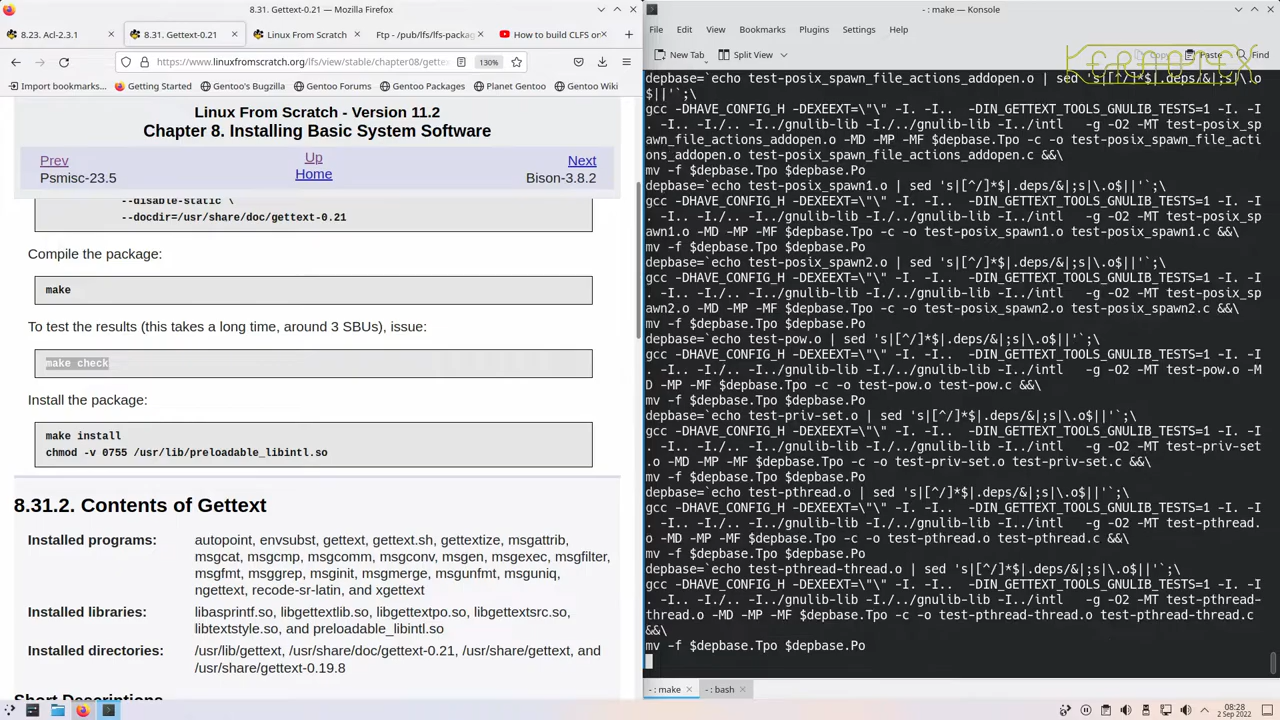 8.31. Gettext-0.21 — Mozilla Firefox
8.23. Acl-2.3.1
8.31. Gettext-0.21
Linux From Scratch
Ftp - /pub/lfs/lfs-package
How to build CLFS on
https://www.linuxfromscratch.org/lfs/view/stable/chapter08/gette
Import bookmarks...
Getting Started
Gentoo's Bugzilla
Gentoo Forums
Gentoo Packages
Planet Gentoo
Gentoo Wiki
Linux From Scratch - Version 11.2
Chapter 8. Installing Basic System Software
Prev
Up
Next
Psmisc-23.5
Home
Bison-3.8.2
--disable-static \
--docdir=/usr/share/doc/gettext-0.21
Compile the package:
make
To test the results (this takes a long time, around 3 SBUs), issue:
make check
Install the package:
make install
chmod -v 0755 /usr/lib/preloadable_libintl.so
8.31.2. Contents of Gettext
Installed programs: autopoint, envsubst, gettext, gettext.sh, gettextize, msgattrib,
msgcat, msgcmp, msgcomm, msgconv, msgen, msgexec, msgfilter,
msgfmt, msggrep, msginit, msgmerge, msgunfmt, msguniq,
ngettext, recode-sr-latin, and xgettext
Installed libraries: libasprintf.so, libgettextlib.so, libgettextpo.so, libgettextsrc.so,
libtextstyle.so, and preloadable_libintl.so
Installed directories: /usr/lib/gettext, /usr/share/doc/gettext-0.21, /usr/share/gettext, and
/usr/share/gettext-0.19.8
Short Descriptions
- : make — Konsole
File Edit View Bookmarks Plugins Settings Help
New Tab
Split View
Copy
Paste
Find
depbase=`echo test-posix_spawn_file_actions_addopen.o | sed 's|[^/]*$|.deps/&|;s|\.o
$||'`;\
gcc -DHAVE_CONFIG_H -DEXEEXT=\"\" -I. -I.. -DIN_GETTEXT_TOOLS_GNULIB_TESTS=1 -I. -I
. -I.. -I../.. -I../gnulib-lib -I./../gnulib-lib -I../intl -g -O2 -MT test-posix_sp
awn_file_actions_addopen.o -MD -MP -MF $depbase.Tpo -c -o test-posix_spawn_file_acti
ons_addopen.o test-posix_spawn_file_actions_addopen.c &&\
mv -f $depbase.Tpo $depbase.Po
depbase=`echo test-posix_spawn1.o | sed 's|[^/]*$|.deps/&|;s|\.o$||'`;\
gcc -DHAVE_CONFIG_H -DEXEEXT=\"\" -I. -I.. -DIN_GETTEXT_TOOLS_GNULIB_TESTS=1 -I. -I
. -I.. -I../.. -I../gnulib-lib -I./../gnulib-lib -I../intl -g -O2 -MT test-posix_sp
awn1.o -MD -MP -MF $depbase.Tpo -c -o test-posix_spawn1.o test-posix_spawn1.c &&\
mv -f $depbase.Tpo $depbase.Po
depbase=`echo test-posix_spawn2.o | sed 's|[^/]*$|.deps/&|;s|\.o$||'`;\
gcc -DHAVE_CONFIG_H -DEXEEXT=\"\" -I. -I.. -DIN_GETTEXT_TOOLS_GNULIB_TESTS=1 -I. -I
. -I.. -I../.. -I../gnulib-lib -I./../gnulib-lib -I../intl -g -O2 -MT test-posix_sp
awn2.o -MD -MP -MF $depbase.Tpo -c -o test-posix_spawn2.o test-posix_spawn2.c &&\
mv -f $depbase.Tpo $depbase.Po
depbase=`echo test-pow.o | sed 's|[^/]*$|.deps/&|;s|\.o$||'`;\
gcc -DHAVE_CONFIG_H -DEXEEXT=\"\" -I. -I.. -DIN_GETTEXT_TOOLS_GNULIB_TESTS=1 -I. -I
. -I.. -I../.. -I../gnulib-lib -I./../gnulib-lib -I../intl -g -O2 -MT test-pow.o -M
D -MP -MF $depbase.Tpo -c -o test-pow.o test-pow.c &&\
mv -f $depbase.Tpo $depbase.Po
depbase=`echo test-priv-set.o | sed 's|[^/]*$|.deps/&|;s|\.o$||'`;\
gcc -DHAVE_CONFIG_H -DEXEEXT=\"\" -I. -I.. -DIN_GETTEXT_TOOLS_GNULIB_TESTS=1 -I. -I
. -I.. -I../.. -I../gnulib-lib -I./../gnulib-lib -I../intl -g -O2 -MT test-priv-set
.o -MD -MP -MF $depbase.Tpo -c -o test-priv-set.o test-priv-set.c &&\
mv -f $depbase.Tpo $depbase.Po
depbase=`echo test-pthread.o | sed 's|[^/]*$|.deps/&|;s|\.o$||'`;\
gcc -DHAVE_CONFIG_H -DEXEEXT=\"\" -I. -I.. -DIN_GETTEXT_TOOLS_GNULIB_TESTS=1 -I. -I
. -I.. -I../.. -I../gnulib-lib -I./../gnulib-lib -I../intl -g -O2 -MT test-pthread.
o -MD -MP -MF $depbase.Tpo -c -o test-pthread.o test-pthread.c &&\
mv -f $depbase.Tpo $depbase.Po
depbase=`echo test-pthread-thread.o | sed 's|[^/]*$|.deps/&|;s|\.o$||'`;\
gcc -DHAVE_CONFIG_H -DEXEEXT=\"\" -I. -I.. -DIN_GETTEXT_TOOLS_GNULIB_TESTS=1 -I. -I
. -I.. -I../.. -I../gnulib-lib -I./../gnulib-lib -I../intl -g -O2 -MT test-pthread-
thread.o -MD -MP -MF $depbase.Tpo -c -o test-pthread-thread.o test-pthread-thread.c
&&\
mv -f $depbase.Tpo $depbase.Po
- : make
- : bash
08:28
2 Sep 2022